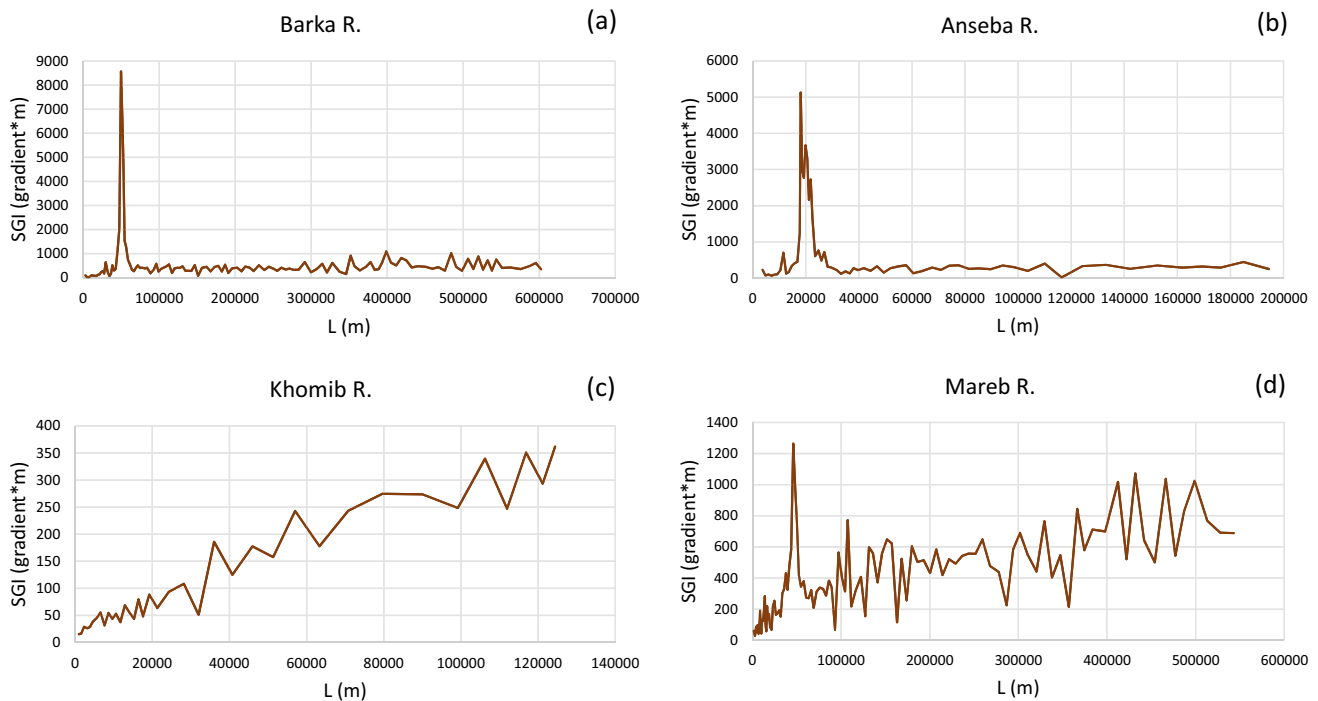 Barka R.
(a)
SGI (gradient*m)
9000
8000
7000
6000
5000
4000
3000
2000
1000
0
0 100000 200000 300000 400000 500000 600000 700000
L (m)
Anseba R.
(b)
SGI (gradient*m)
6000
5000
4000
3000
2000
1000
0
0 20000 40000 60000 80000 100000 120000 140000 160000 180000 200000
L (m)
Khomib R.
(c)
SGI (gradient*m)
400
350
300
250
200
150
100
50
0
0 20000 40000 60000 80000 100000 120000 140000
L (m)
Mareb R.
(d)
SGI (gradient*m)
1400
1200
1000
800
600
400
200
0
0 100000 200000 300000 400000 500000 600000
L (m)